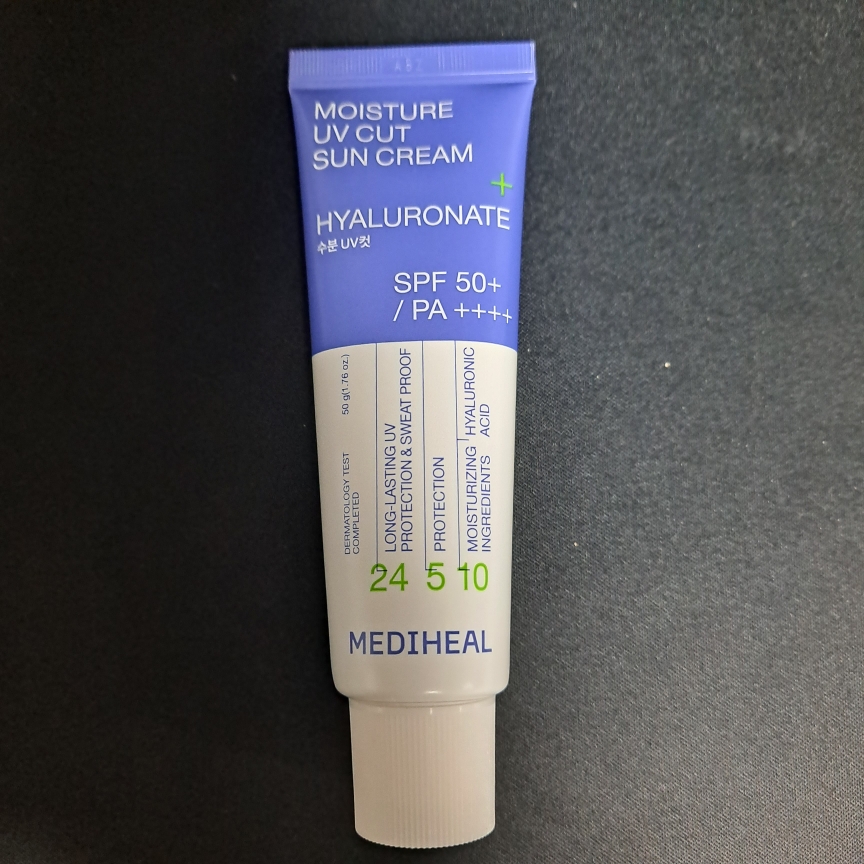 MOISTURE
UV CUT
SUN CREAM
+
HYALURONATE
수분 UV컷
SPF 50+
/ PA ++++
50 g(1.76 oz.)
DERMATOLOGY TEST
COMPLETED
LONG-LASTING UV
PROTECTION & SWEAT PROOF
PROTECTION
MOISTURIZING
INGREDIENTS
HYALURONIC
ACID
24 5 10
MEDIHEAL